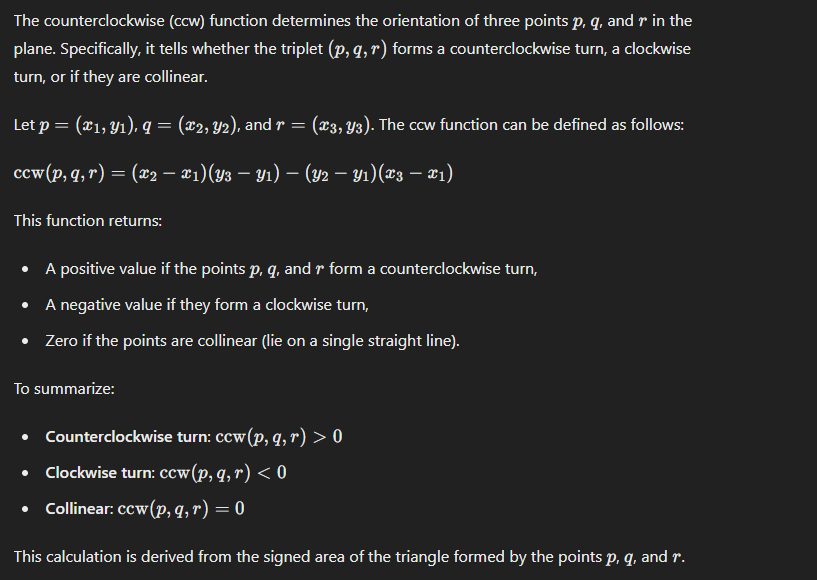 The counterclockwise (ccw) function determines the orientation of three points p, q, and r in the
plane. Specifically, it tells whether the triplet (p, q, r) forms a counterclockwise turn, a clockwise
turn, or if they are collinear.
Let p = (x₁, y₁), q = (x₂, y₂), and r = (x₃, y₃). The ccw function can be defined as follows:
ccw(p, q, r) = (x₂ − x₁)(y₃ − y₁) − (y₂ − y₁)(x₃ − x₁)
This function returns:
• A positive value if the points p, q, and r form a counterclockwise turn,
• A negative value if they form a clockwise turn,
• Zero if the points are collinear (lie on a single straight line).
To summarize:
• Counterclockwise turn: ccw(p, q, r) > 0
• Clockwise turn: ccw(p, q, r) < 0
• Collinear: ccw(p, q, r) = 0
This calculation is derived from the signed area of the triangle formed by the points p, q, and r.